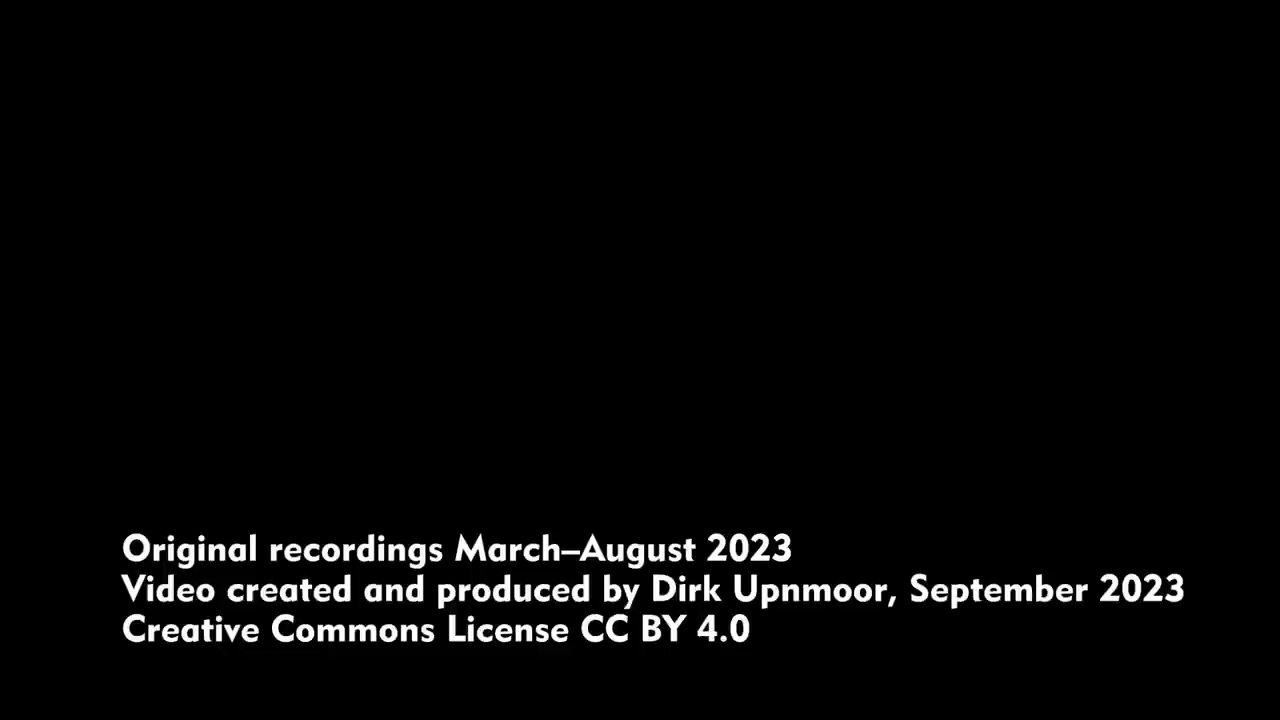 Original recordings March–August 2023
Video created and produced by Dirk Upnmoor, September 2023
Creative Commons License CC BY 4.0